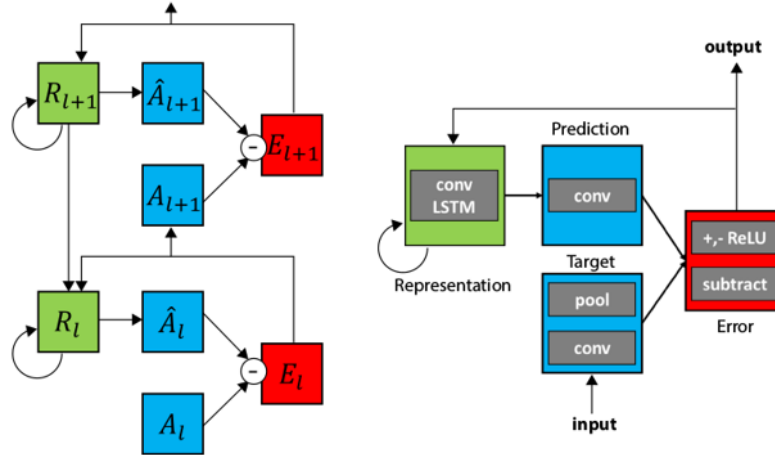 R_{l+1}
Â_{l+1}
-
E_{l+1}
A_{l+1}
R_l
Â_l
-
E_l
A_l
output
Prediction
conv
LSTM
conv
+,- ReLU
subtract
Representation
Target
pool
conv
Error
input